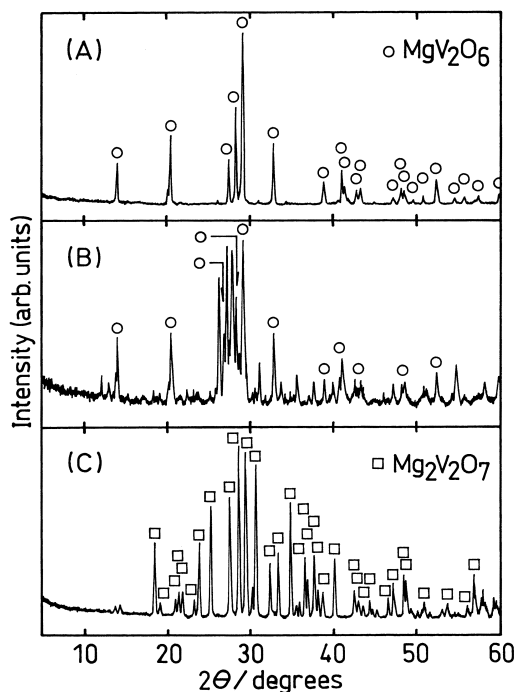 (A)
○ MgV2O6
(B)
(C)
□ Mg2V2O7
Intensity (arb. units)
10 20 30 40 50 60
2Θ / degrees